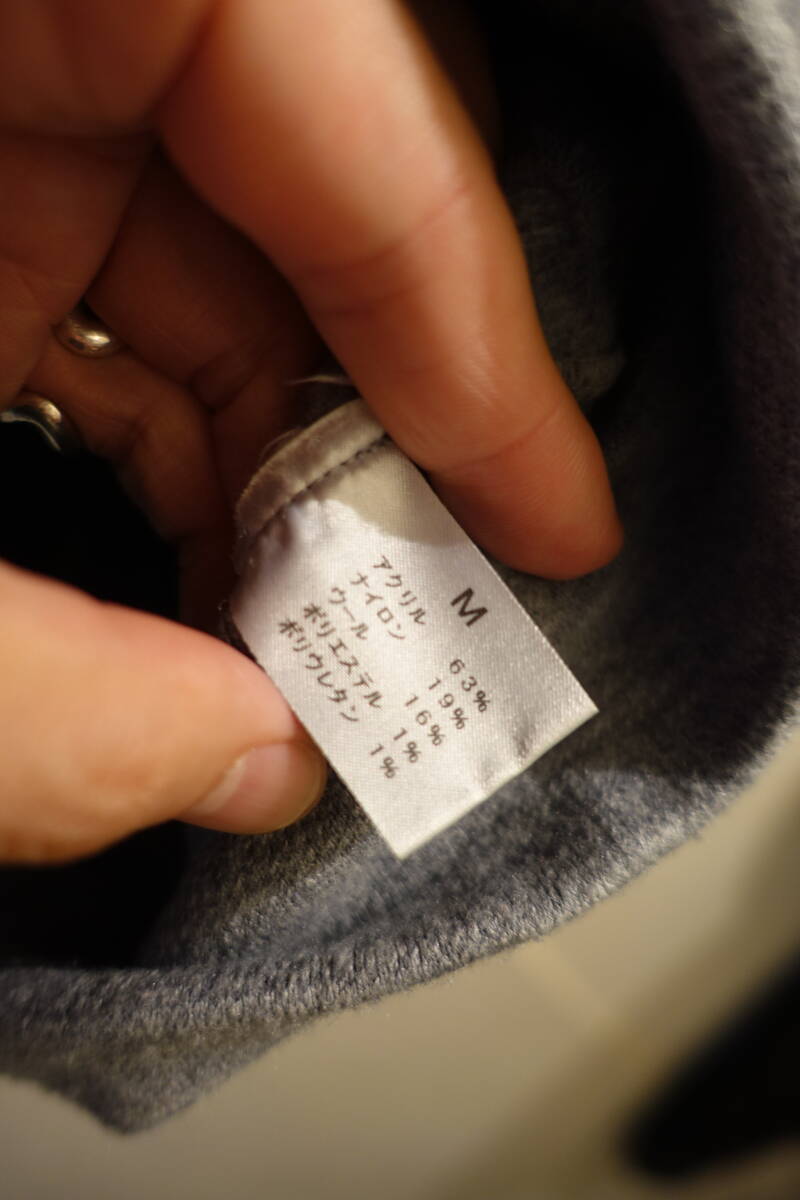 M
アクリル 63%
ナイロン 19%
ウール 16%
ポリエステル 1%
ポリウレタン 1%